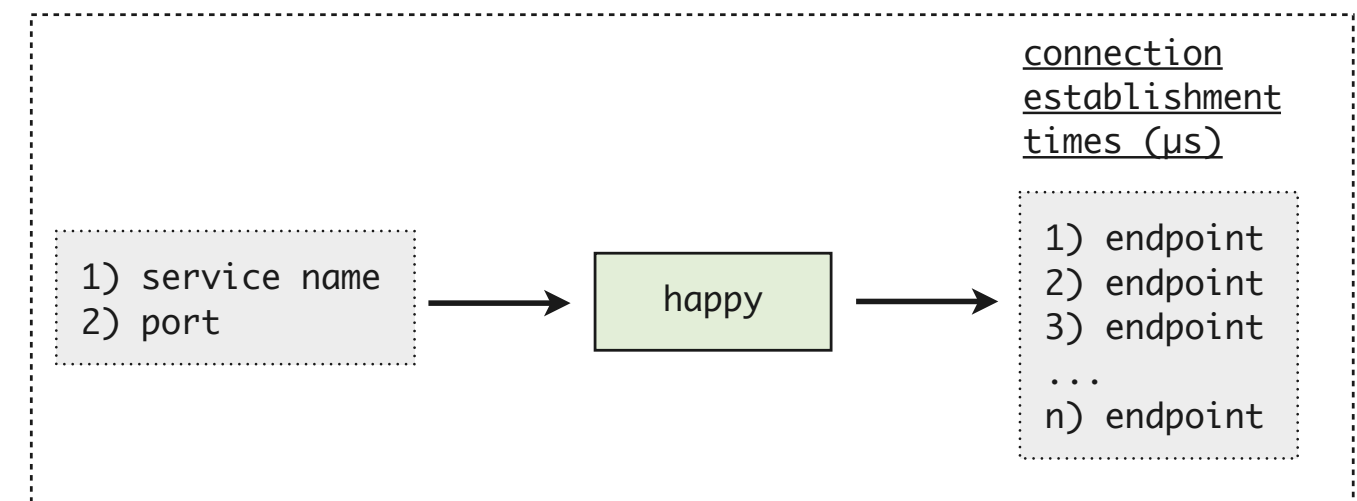 connection
establishment
times (µs)
1) service name
2) port
happy
1) endpoint
2) endpoint
3) endpoint
...
n) endpoint